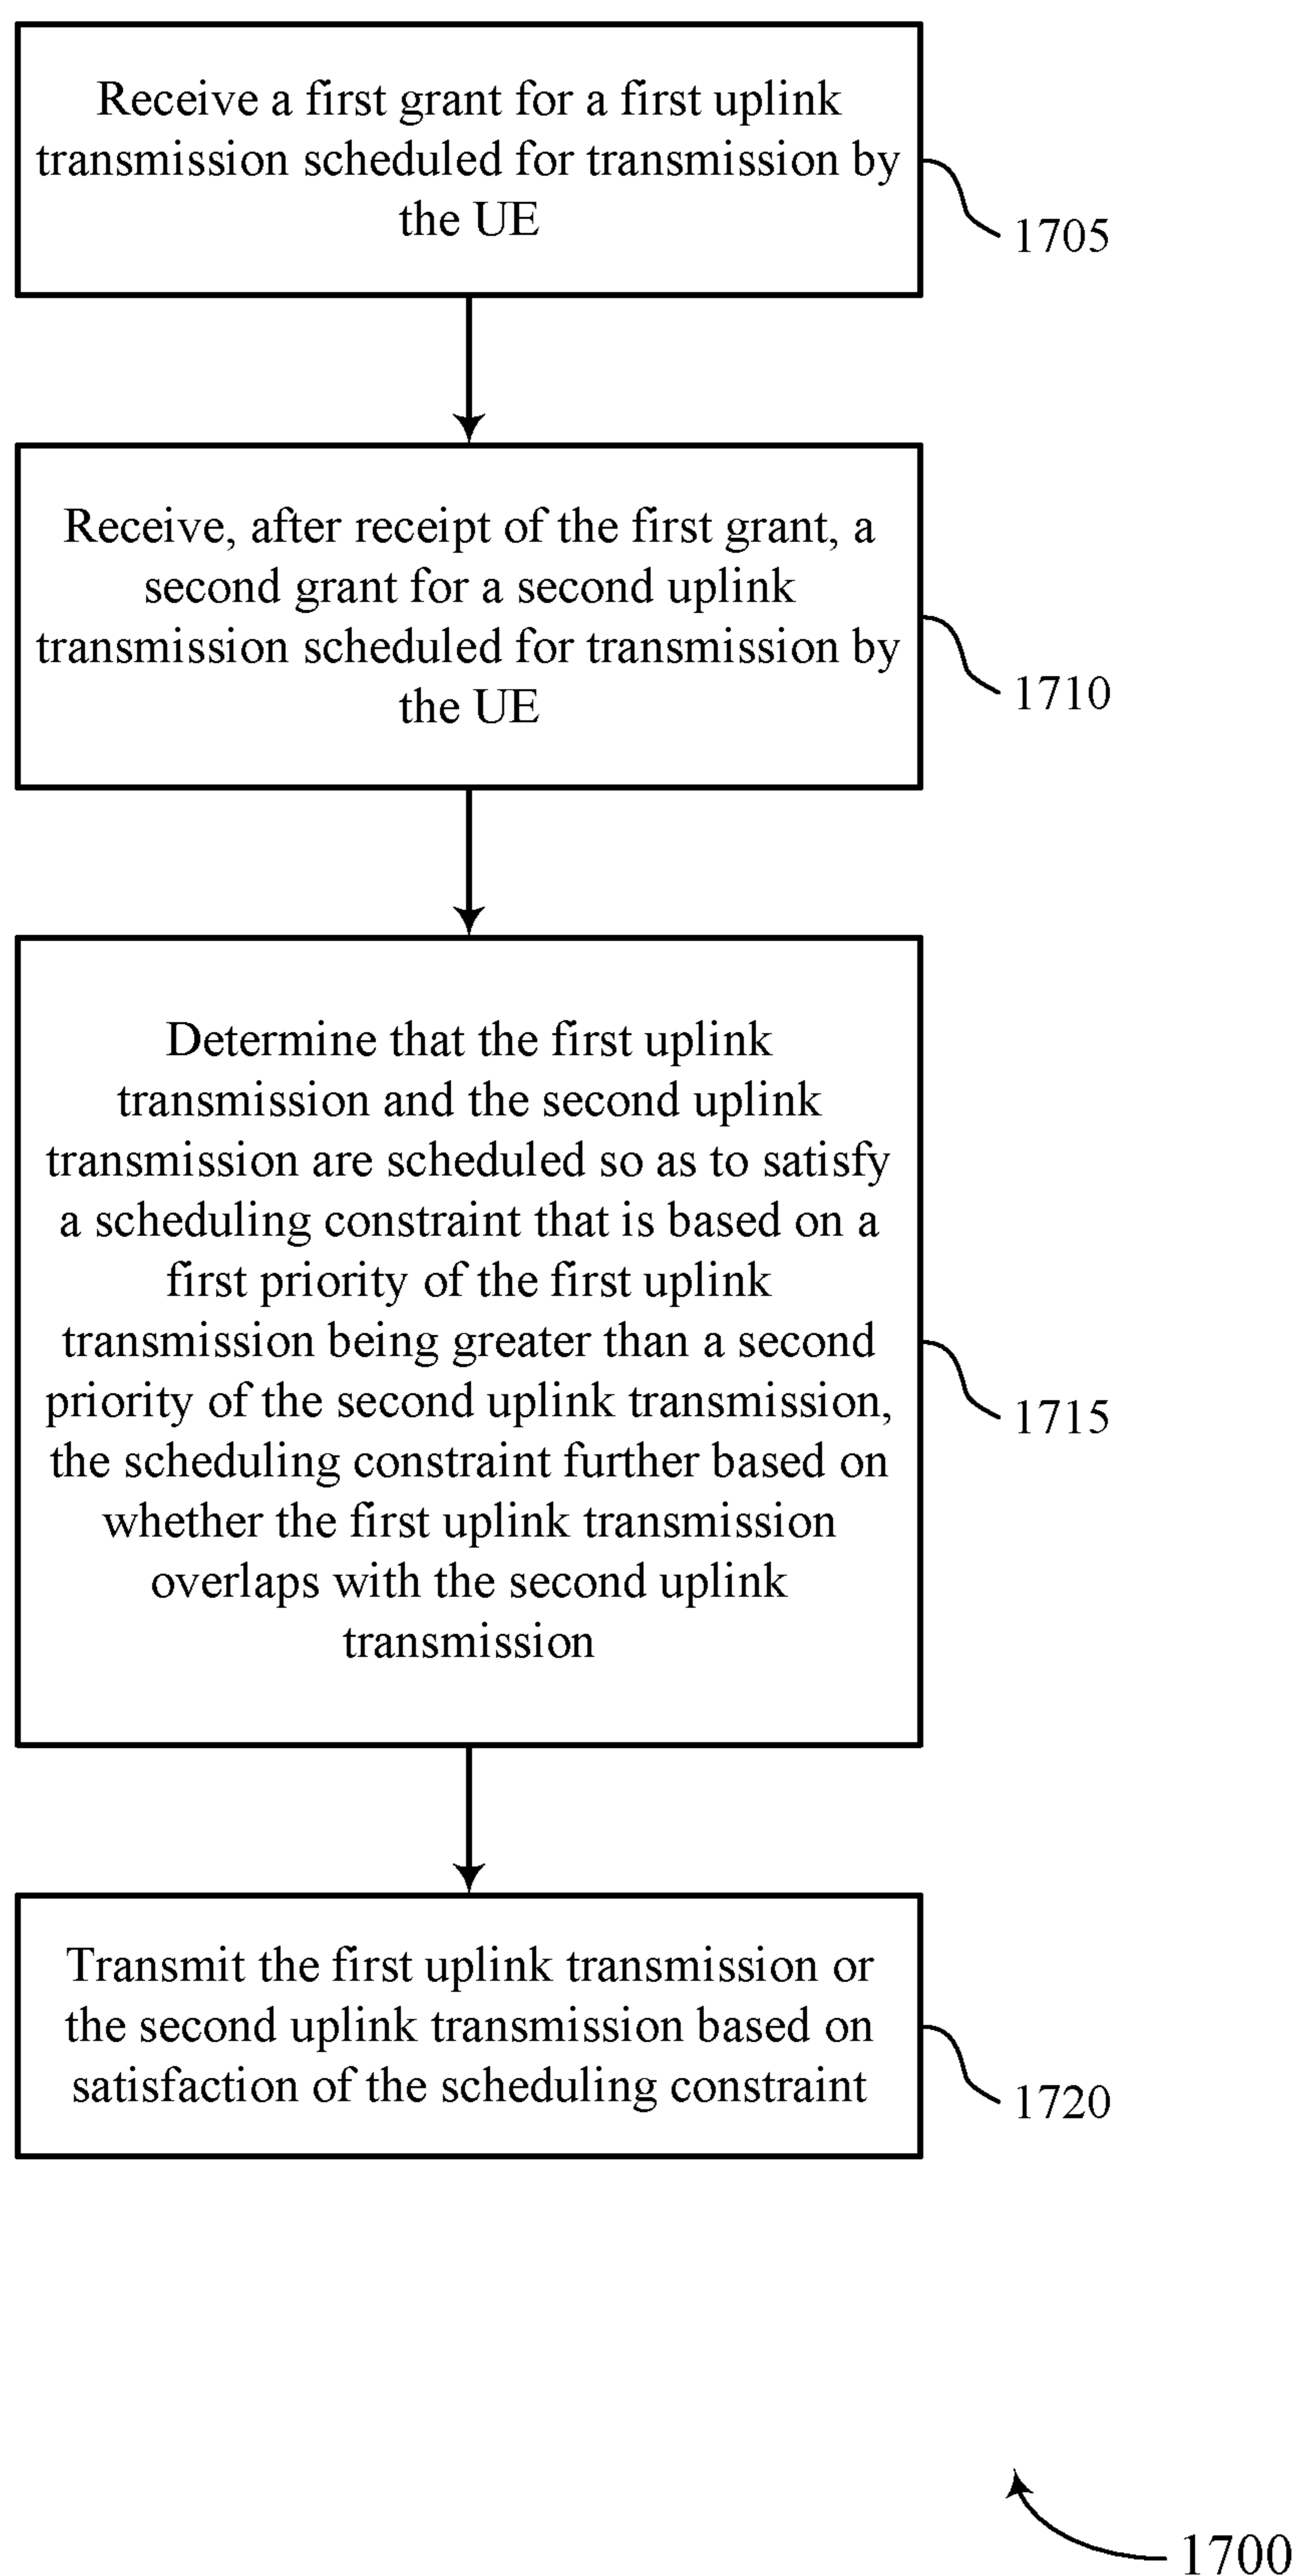 Receive a first grant for a first uplink
transmission scheduled for transmission by
the UE
1705
Receive, after receipt of the first grant, a
second grant for a second uplink
transmission scheduled for transmission by
the UE
1710
Determine that the first uplink
transmission and the second uplink
transmission are scheduled so as to satisfy
a scheduling constraint that is based on a
first priority of the first uplink
transmission being greater than a second
priority of the second uplink transmission,
the scheduling constraint further based on
whether the first uplink transmission
overlaps with the second uplink
transmission
1715
Transmit the first uplink transmission or
the second uplink transmission based on
satisfaction of the scheduling constraint
1720
1700